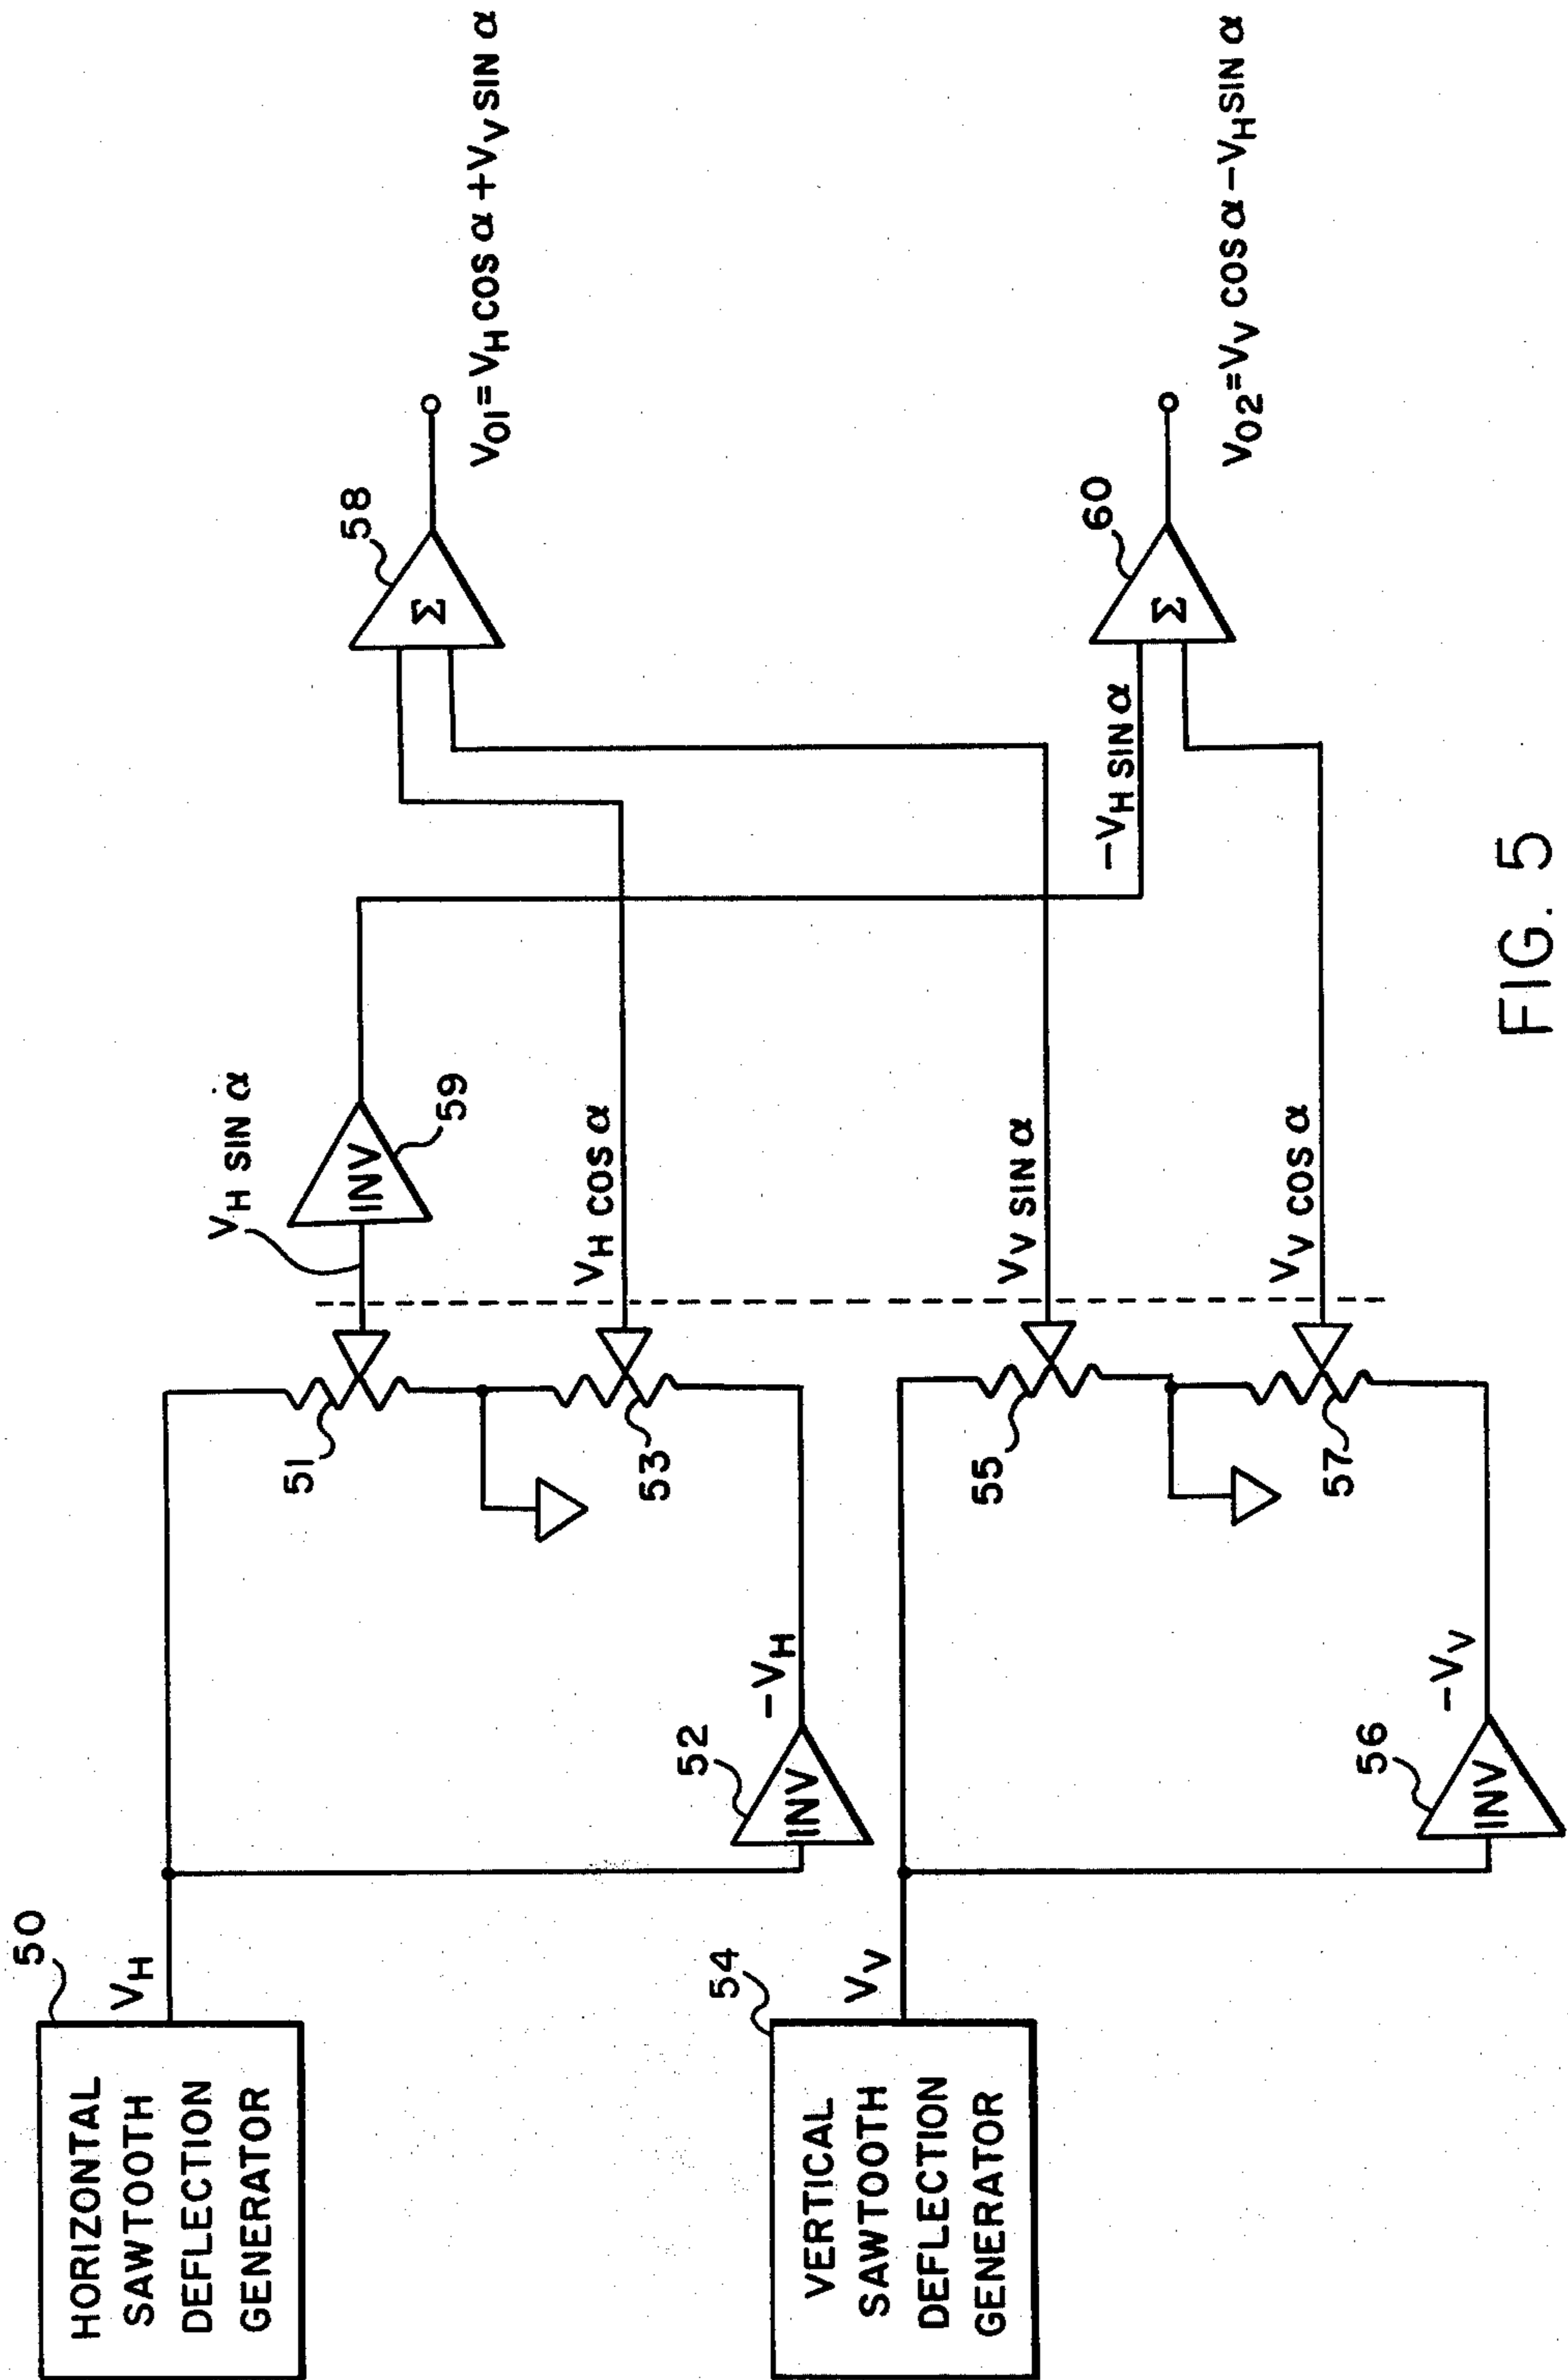 HORIZONTAL
SAWTOOTH
DEFLECTION
GENERATOR
50
V_H
51
V_H SIN α
INV
59
53
V_H COS α
52
INV
-V_H
58
Σ
V_01 = V_H COS α + V_V SIN α
VERTICAL
SAWTOOTH
DEFLECTION
GENERATOR
54
V_V
55
V_V SIN α
57
V_V COS α
56
INV
-V_V
-V_H SIN α
60
Σ
V_02 = V_V COS α - V_H SIN α
FIG. 5